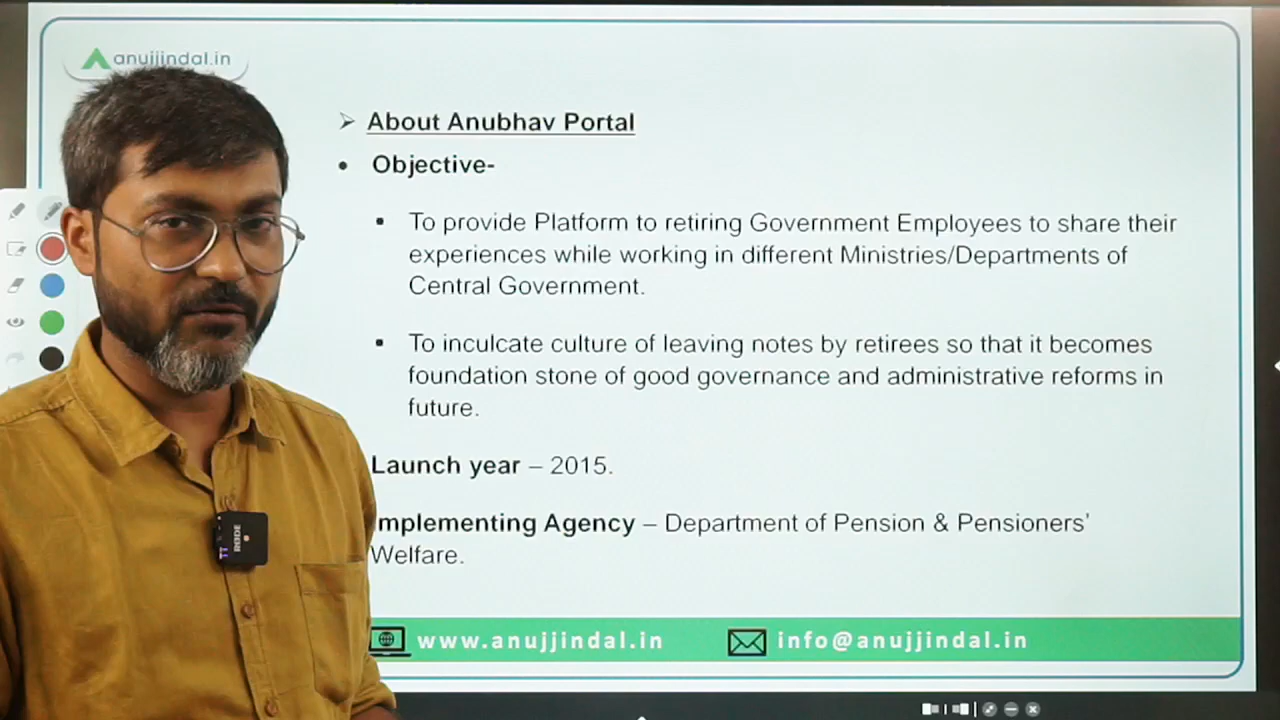 anujjindal.in
About Anubhav Portal
Objective-
To provide Platform to retiring Government Employees to share their
experiences while working in different Ministries/Departments of
Central Government.
To inculcate culture of leaving notes by retirees so that it becomes
foundation stone of good governance and administrative reforms in
future.
Launch year – 2015.
mplementing Agency – Department of Pension & Pensioners'
Welfare.
RODE
www.anujjindal.in
info@anujjindal.in